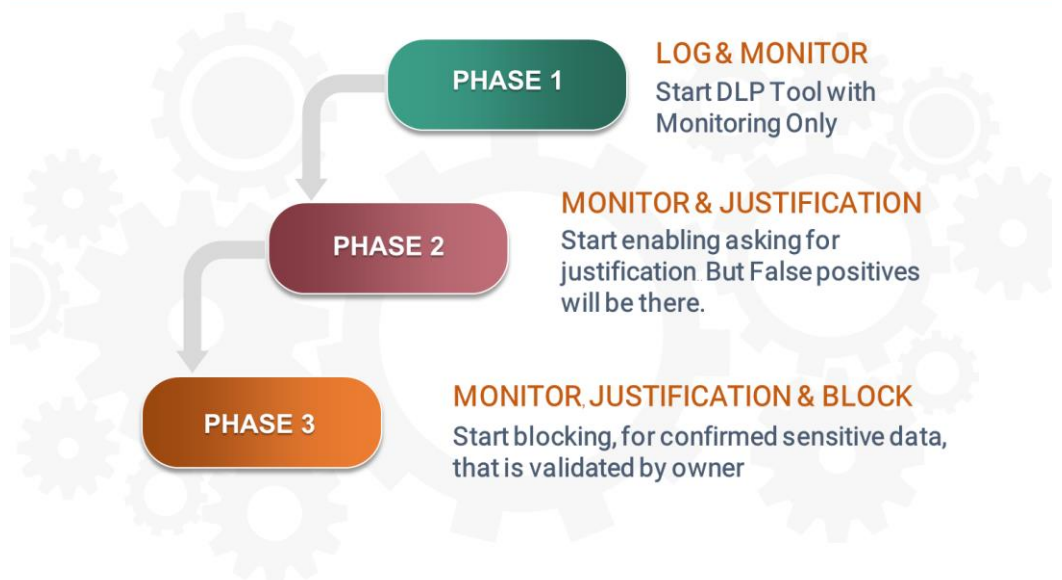 PHASE 1
LOG & MONITOR
Start DLP Tool with
Monitoring Only
PHASE 2
MONITOR & JUSTIFICATION
Start enabling asking for
justification. But False positives
will be there.
PHASE 3
MONITOR, JUSTIFICATION & BLOCK
Start blocking, for confirmed sensitive data,
that is validated by owner